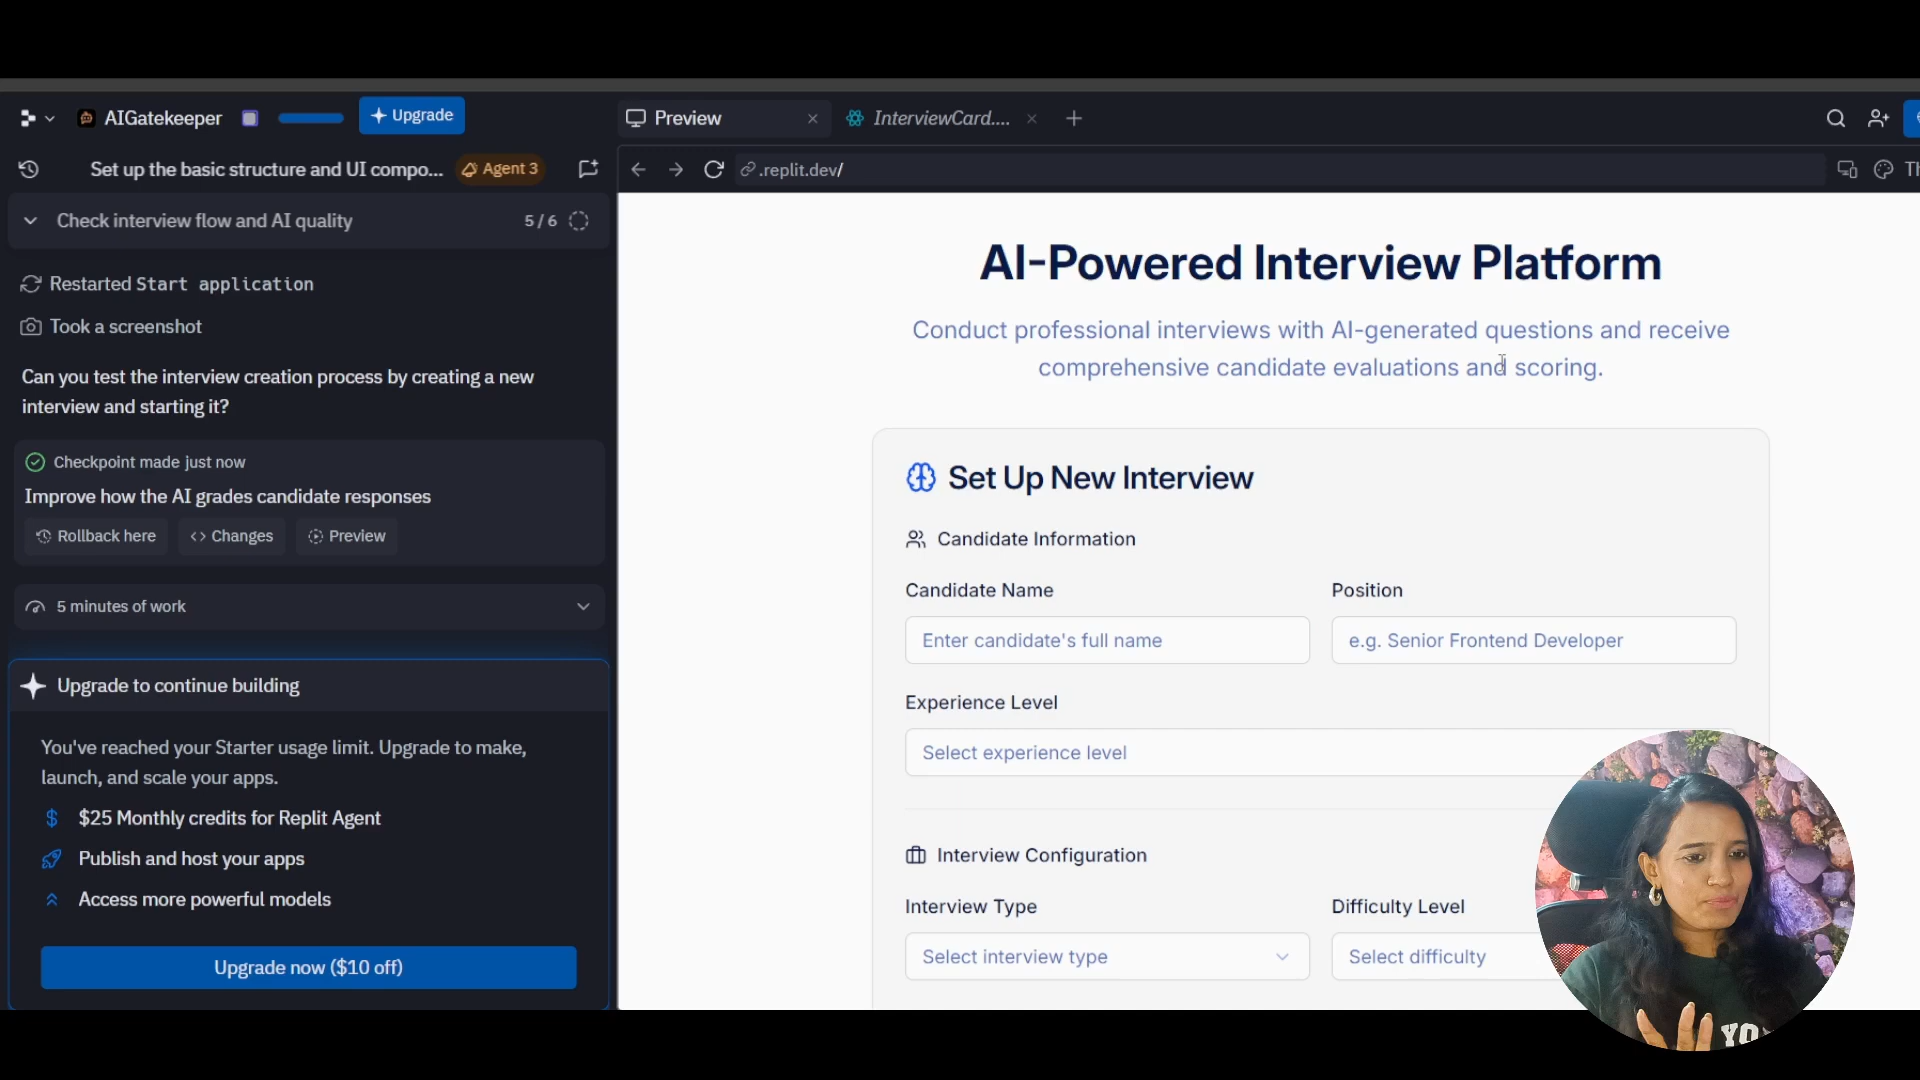 AIGatekeeper
Upgrade
Preview
InterviewCard....
Set up the basic structure and UI compo...
Agent 3
.replit.dev/
Check interview flow and AI quality
5 / 6
Restarted Start application
Took a screenshot
Can you test the interview creation process by creating a new
interview and starting it?
Checkpoint made just now
Improve how the AI grades candidate responses
Rollback here
Changes
Preview
5 minutes of work
Upgrade to continue building
You've reached your Starter usage limit. Upgrade to make,
launch, and scale your apps.
$25 Monthly credits for Replit Agent
Publish and host your apps
Access more powerful models
Upgrade now ($10 off)
AI-Powered Interview Platform
Conduct professional interviews with AI-generated questions and receive
comprehensive candidate evaluations and scoring.
Set Up New Interview
Candidate Information
Candidate Name
Position
Enter candidate's full name
e.g. Senior Frontend Developer
Experience Level
Select experience level
Interview Configuration
Interview Type
Difficulty Level
Select interview type
Select difficulty